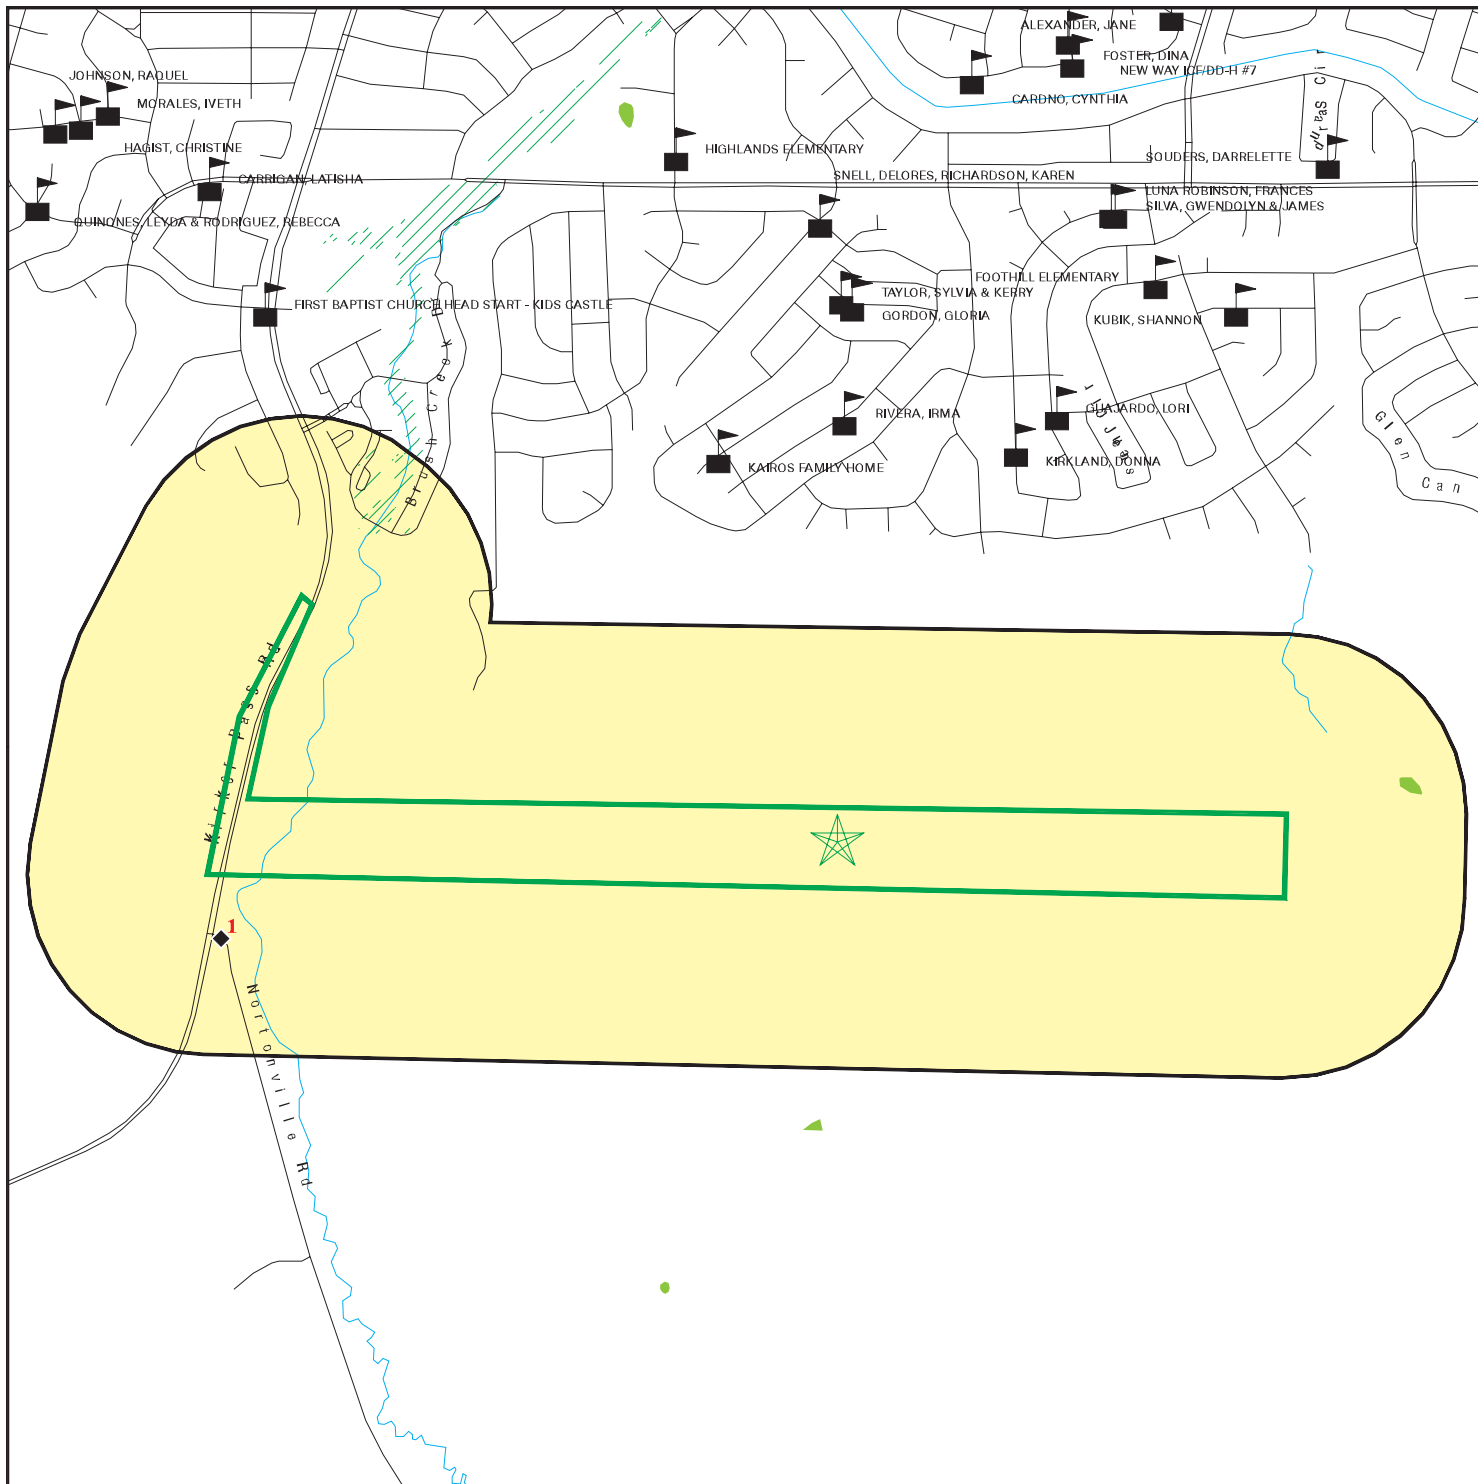 ALEXANDER, JANE
FOSTER, DINA
NEW WAY ICF/DD-H #7
JOHNSON, RAQUEL
MORALES, IVETH
CARDNO, CYNTHIA
HAGIST, CHRISTINE
HIGHLANDS ELEMENTARY
SOUDERS, DARRELETTE
CARRIGAN, LATISHA
SNELL, DELORES, RICHARDSON, KAREN
LUNA ROBINSON, FRANCES
SILVA, GWENDOLYN & JAMES
QUINONES, LEYDA & RODRIGUEZ, REBECCA
FOOTHILL ELEMENTARY
TAYLOR, SYLVIA & KERRY
FIRST BAPTIST CHURCH HEAD START - KIDS CASTLE
GORDON, GLORIA
KUBIK, SHANNON
Brush Creek Dr
RIVERA, IRMA
GUAJARDO, LORI
Glen Can
KAIROS FAMILY HOME
KIRKLAND, DONNA
Kirker Pass Rd
1
Nortonville Rd